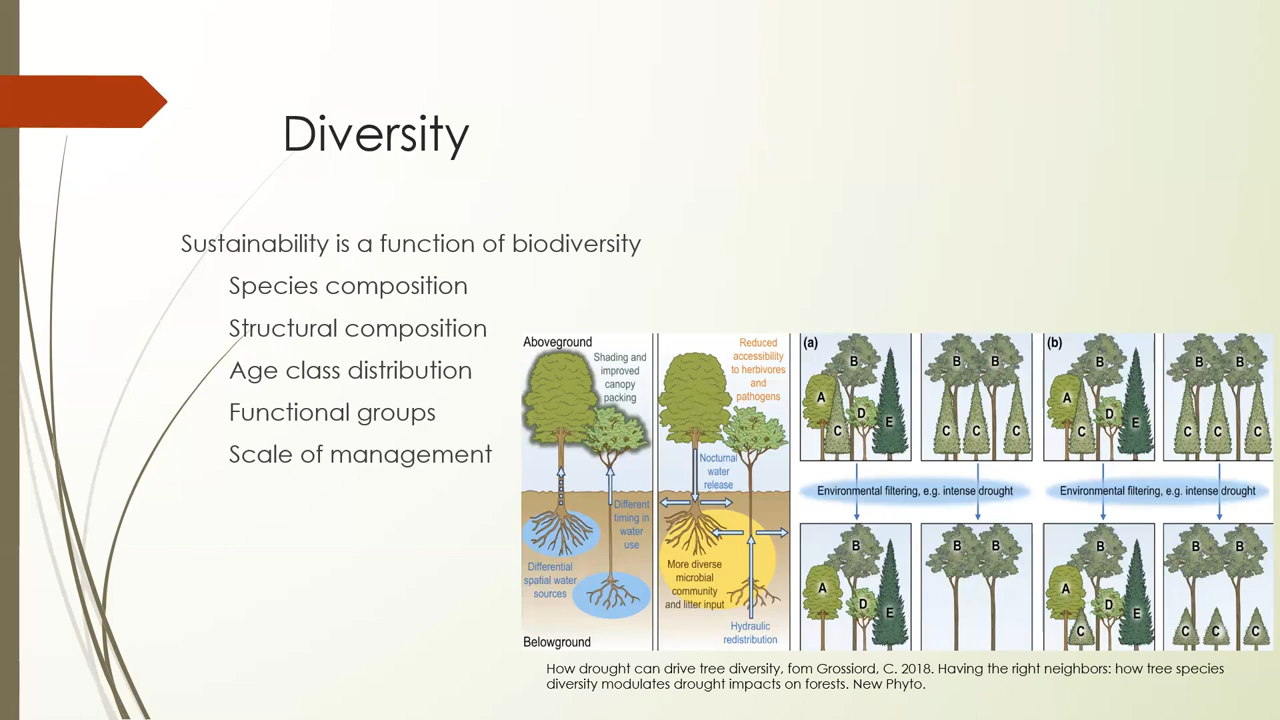 Diversity
Sustainability is a function of biodiversity
Species composition
Structural composition
Age class distribution
Functional groups
Scale of management
Aboveground
Shading and
improved
canopy
packing
Different
timing in
water
use
Differential
spatial water
sources
Belowground
Reduced
accessibility
to herbivores
and
pathogens
Nocturnal
water
release
More diverse
microbial
community
and litter input
Hydraulic
redistribution
(a)
B
A
D
C
E
B
B
C
C
C
Environmental filtering, e.g. intense drought
B
A
D
E
B
B
(b)
B
A
D
C
E
B
B
C
C
C
Environmental filtering, e.g. intense drought
B
A
D
C
E
B
B
C
C
C
How drought can drive tree diversity, fom Grossiord, C. 2018. Having the right neighbors: how tree species
diversity modulates drought impacts on forests. New Phyto.